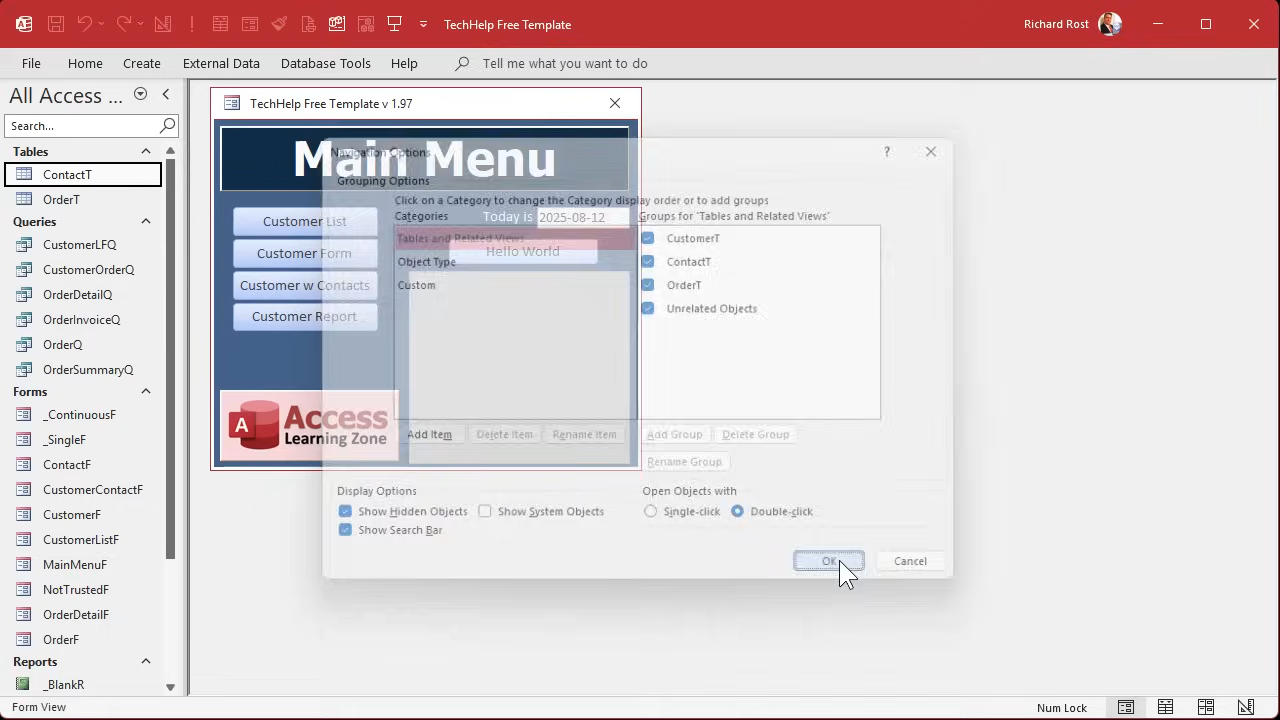 TechHelp Free Template
Richard Rost
File Home Create External Data Database Tools Help Tell me what you want to do
All Access ...
Search...
Tables
ContactT
OrderT
Queries
CustomerLFQ
CustomerOrderQ
OrderDetailQ
OrderInvoiceQ
OrderQ
OrderSummaryQ
Forms
_ContinuousF
_SingleF
ContactF
CustomerContactF
CustomerF
CustomerListF
MainMenuF
NotTrustedF
OrderDetailF
OrderF
Reports
_BlankR
TechHelp Free Template v 1.97
Main Menu
Customer List
Customer Form
Customer w Contacts
Customer Report
Today is 2025-08-12
Hello World
A Access
Learning Zone
Navigation Options
?
Grouping Options
Click on a Category to change the Category display order or to add groups
Categories
Tables and Related Views
Object Type
Custom
Groups for 'Tables and Related Views'
CustomerT
ContactT
OrderT
Unrelated Objects
Add Item Delete Item Rename Item Add Group Delete Group
Rename Group
Display Options
Show Hidden Objects Show System Objects
Show Search Bar
Open Objects with
Single-click Double-click
OK Cancel
Form View
Num Lock